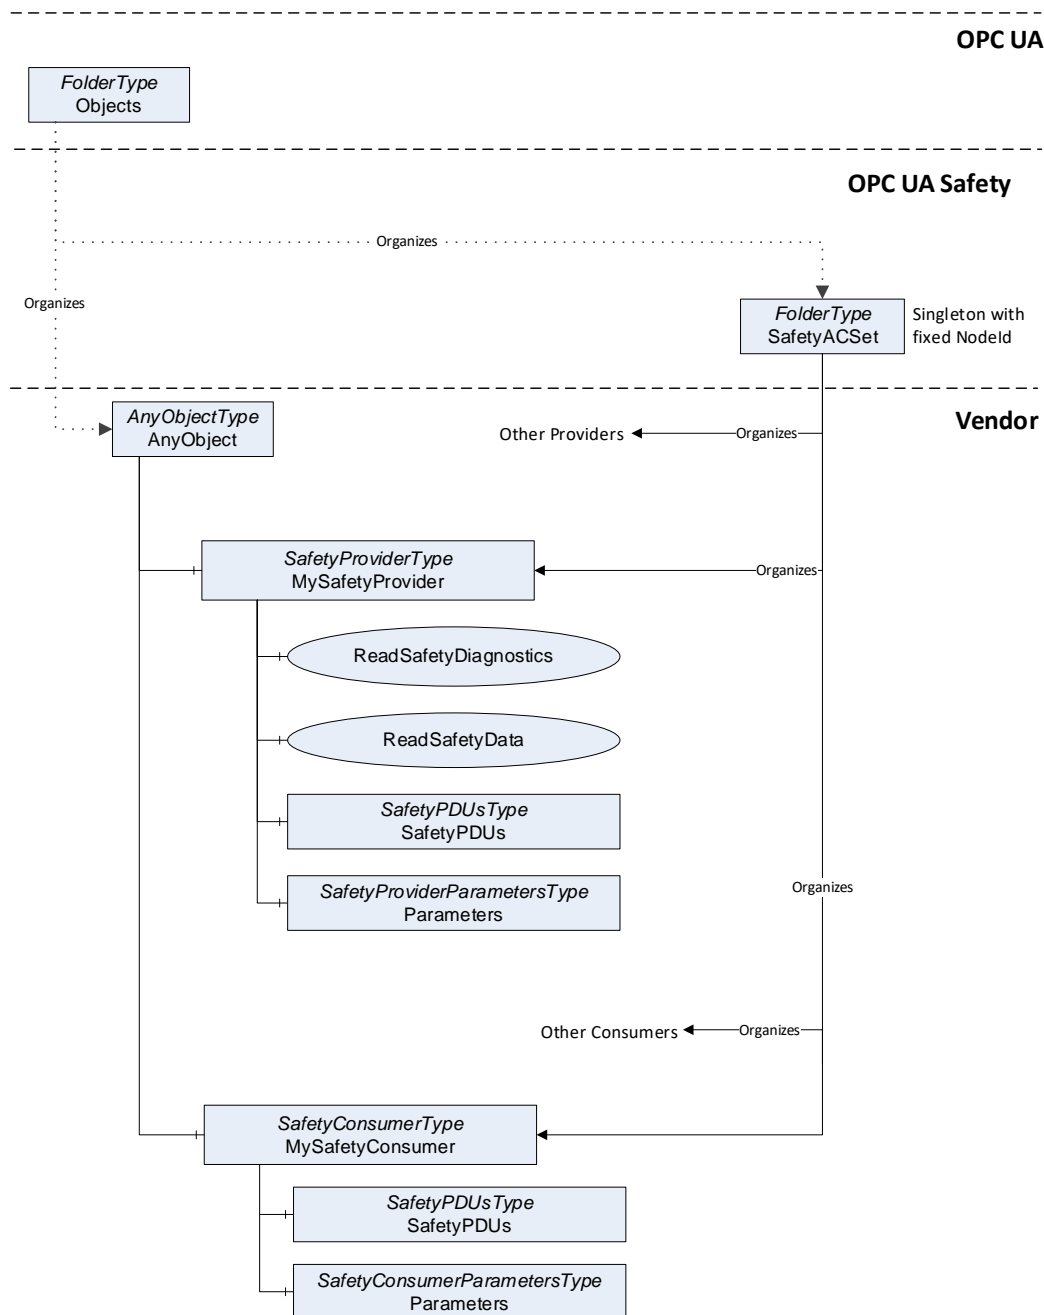 OPC UA
FolderType
Objects
OPC UA Safety
Organizes
Organizes
FolderType
SafetyACSet
Singleton with
fixed NodeId
AnyObjectType
AnyObject
Vendor
Other Providers
Organizes
SafetyProviderType
MySafetyProvider
Organizes
ReadSafetyDiagnostics
ReadSafetyData
SafetyPDUsType
SafetyPDUs
SafetyProviderParametersType
Parameters
Organizes
Other Consumers
Organizes
SafetyConsumerType
MySafetyConsumer
SafetyPDUsType
SafetyPDUs
SafetyConsumerParametersType
Parameters